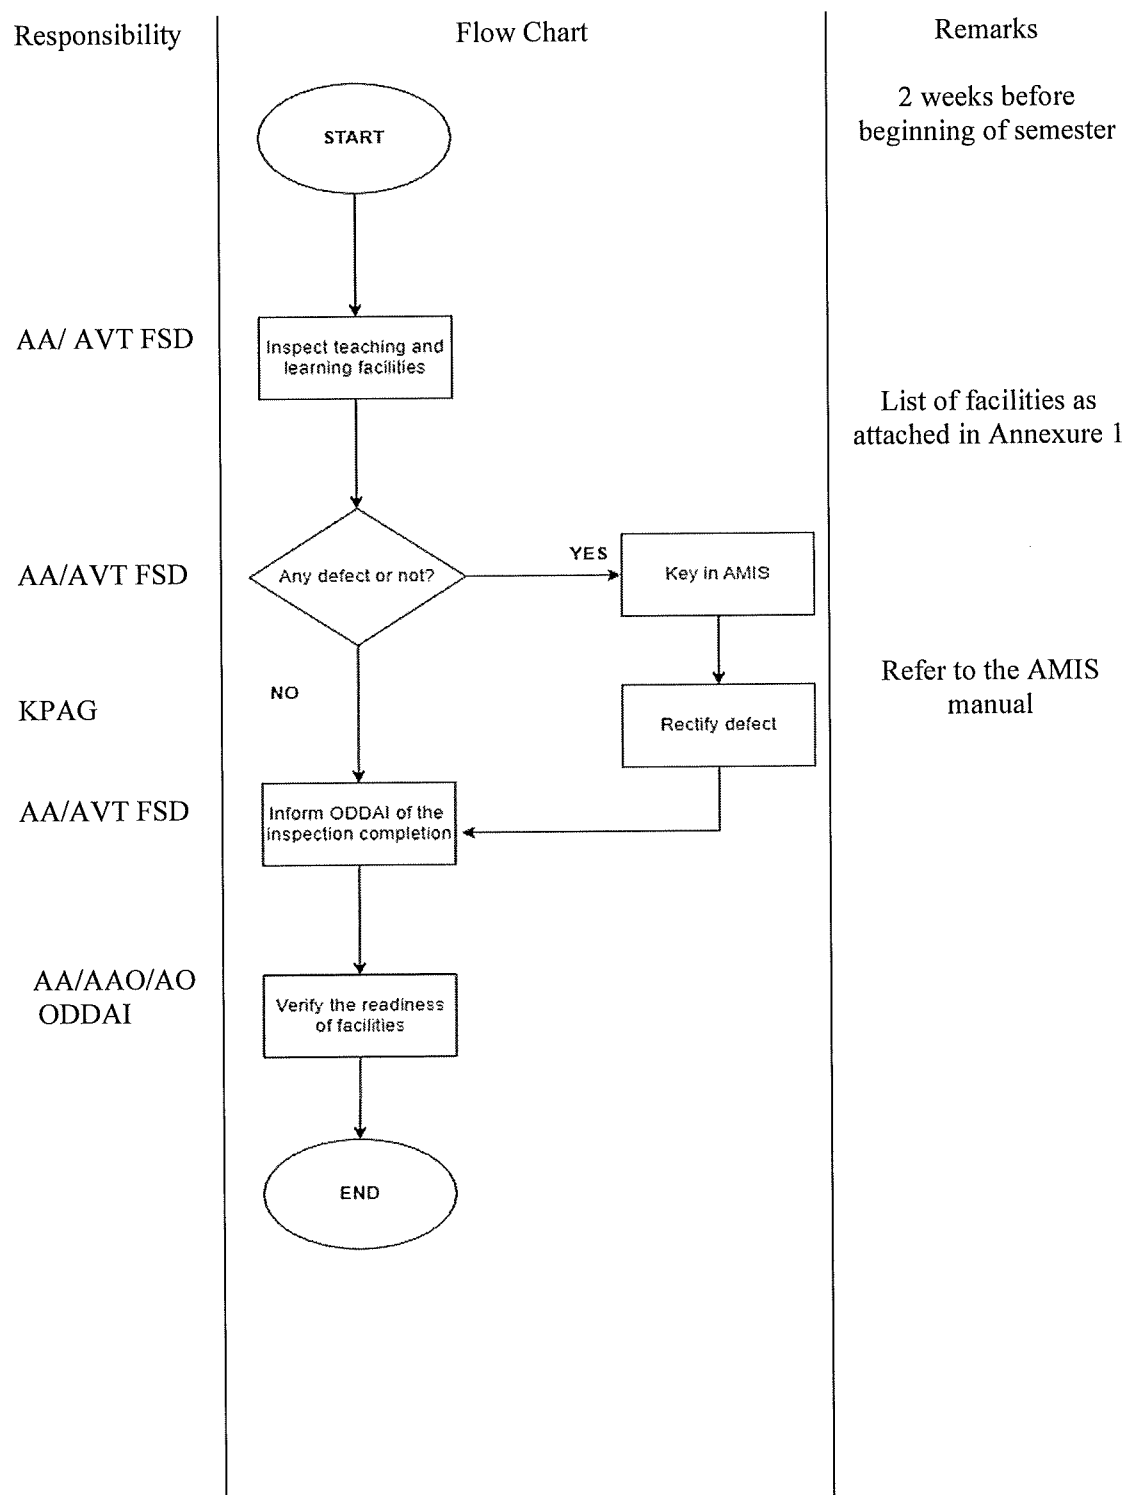 Responsibility
Flow Chart
Remarks
2 weeks before
beginning of semester
START
AA/ AVT FSD
Inspect teaching and
learning facilities
List of facilities as
attached in Annexure 1
AA/AVT FSD
Any defect or not?
YES
Key in AMIS
NO
Refer to the AMIS
manual
KPAG
Rectify defect
AA/AVT FSD
Inform ODDAI of the
inspection completion
AA/AAO/AO
ODDAI
Verify the readiness
of facilities
END